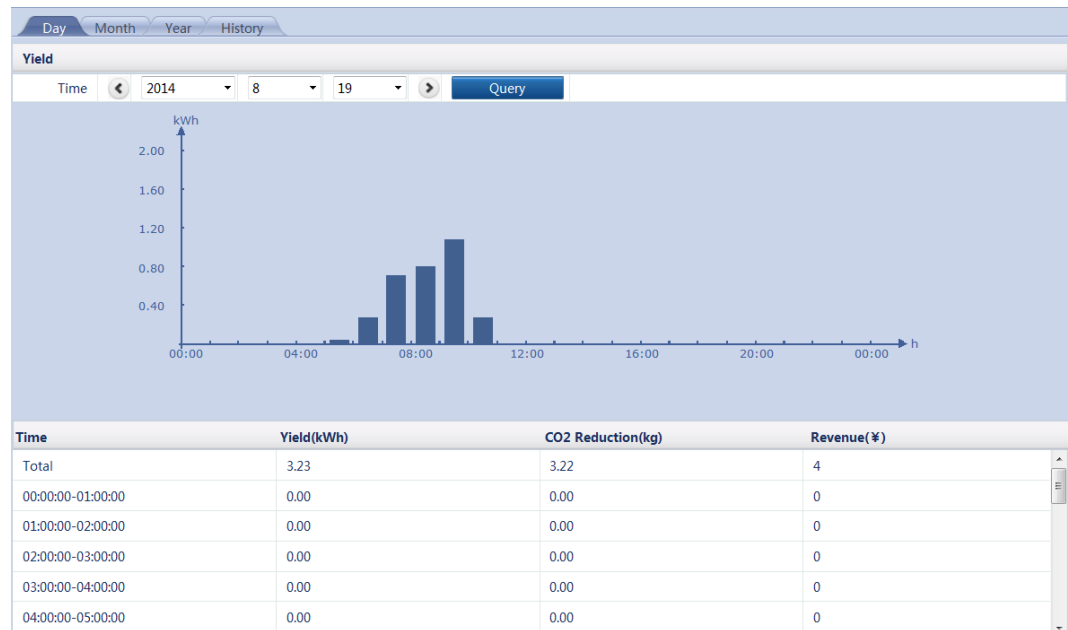 Day Month Year History
Yield
Time 2014 8 19 Query
kWh
2.00
1.60
1.20
0.80
0.40
00:00 04:00 08:00 12:00 16:00 20:00 00:00 h
Time Yield(kWh) CO2 Reduction(kg) Revenue(¥)
Total 3.23 3.22 4
00:00:00-01:00:00 0.00 0.00 0
01:00:00-02:00:00 0.00 0.00 0
02:00:00-03:00:00 0.00 0.00 0
03:00:00-04:00:00 0.00 0.00 0
04:00:00-05:00:00 0.00 0.00 0